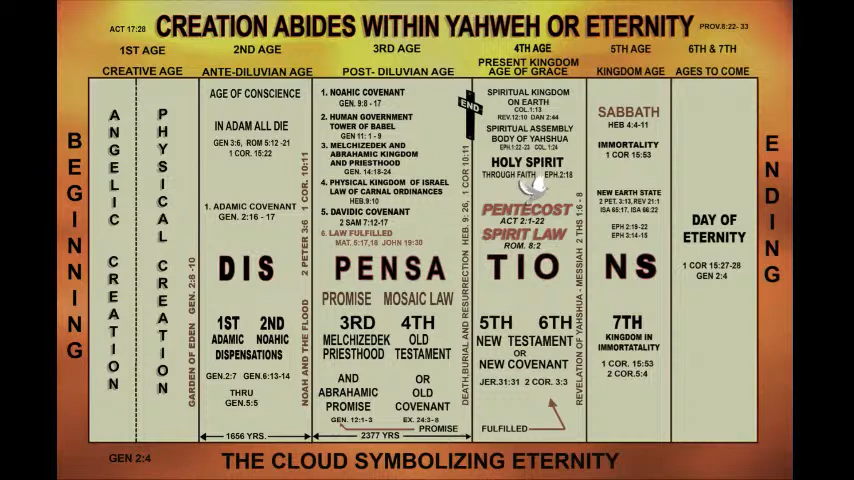 ACT 17:28
CREATION ABIDES WITHIN YAHWEH OR ETERNITY
PROV.8:22- 33
1ST AGE
2ND AGE
3RD AGE
4TH AGE
5TH AGE
6TH & 7TH
CREATIVE AGE
ANTE-DILUVIAN AGE
POST- DILUVIAN AGE
PRESENT KINGDOM
AGE OF GRACE
KINGDOM AGE
AGES TO COME
BEGINNING
ANGELIC CREATION
PHYSICAL CREATION
GARDEN OF EDEN GEN. 2:8 -10
AGE OF CONSCIENCE
IN ADAM ALL DIE
GEN 3:6, ROM 5:12 -21
1 COR. 15:22
1. ADAMIC COVENANT
GEN. 2:16 - 17
DIS
1ST 2ND
ADAMIC NOAHIC
DISPENSATIONS
GEN.2:7 GEN.6:13-14
THRU
GEN.5:5
1656 YRS.
NOAH AND THE FLOOD 2 PETER 3:6 1 COR. 10:11
1. NOAHIC COVENANT
GEN. 9:8 - 17
2. HUMAN GOVERNMENT
TOWER OF BABEL
GEN 11: 1 - 9
3. MELCHIZEDEK AND
ABRAHAMIC KINGDOM
AND PRIESTHOOD
GEN. 14:18-24
4. PHYSICAL KINGDOM OF ISRAEL
LAW OF CARNAL ORDINANCES
HEB.9:10
5. DAVIDIC COVENANT
2 SAM 7:12-17
6. LAW FULFILLED
MAT. 5:17,18 JOHN 19:30
PENSA
PROMISE MOSAIC LAW
3RD 4TH
MELCHIZEDEK OLD
PRIESTHOOD TESTAMENT
AND OR
ABRAHAMIC OLD
PROMISE COVENANT
GEN. 12:1-3 EX. 24:3-8
PROMISE
2377 YRS
END
DEATH,BURIAL AND RESURRECTION HEB. 9: 26, 1 COR 10:11
SPIRITUAL KINGDOM
ON EARTH
COL.1:13
REV.12:10 DAN 2:44
SPIRITUAL ASSEMBLY
BODY OF YAHSHUA
EPH.1:22-23 COL.1:24
HOLY SPIRIT
THROUGH FAITH EPH.2:18
PENTECOST
ACT 2:1-22
SPIRIT LAW
ROM. 8:2
TIO
5TH 6TH
NEW TESTAMENT
OR
NEW COVENANT
JER.31:31 2 COR. 3:3
FULFILLED
REVELATION OF YAHSHUA - MESSIAH 2 THS 1:6 - 8
SABBATH
HEB 4:4-11
IMMORTALITY
1 COR 15:53
NEW EARTH STATE
2 PET. 3:13, REV 21:1
ISA 65:17, ISA 66:22
EPH 2:19-22
EPH 3:14-15
NS
7TH
KINGDOM IN
IMMORTATALITY
1 COR. 15:53
2 COR.5:4
DAY OF
ETERNITY
1 COR 15:27-28
GEN 2:4
ENDING
GEN 2:4
THE CLOUD SYMBOLIZING ETERNITY